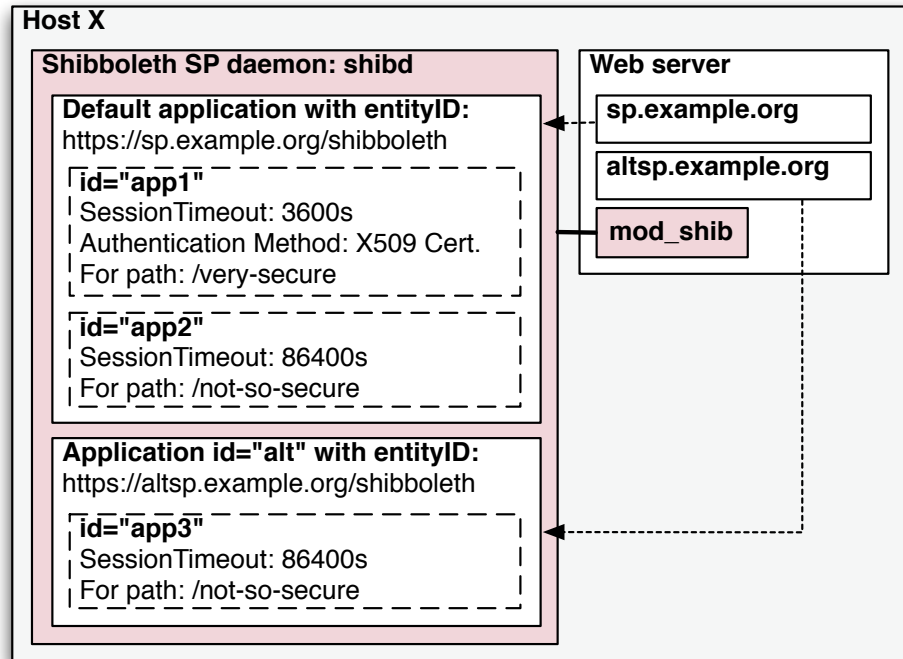 Host X
Shibboleth SP daemon: shibd
Default application with entityID:
https://sp.example.org/shibboleth
id="app1"
SessionTimeout: 3600s
Authentication Method: X509 Cert.
For path: /very-secure
id="app2"
SessionTimeout: 86400s
For path: /not-so-secure
Application id="alt" with entityID:
https://altsp.example.org/shibboleth
id="app3"
SessionTimeout: 86400s
For path: /not-so-secure
Web server
sp.example.org
altsp.example.org
mod_shib